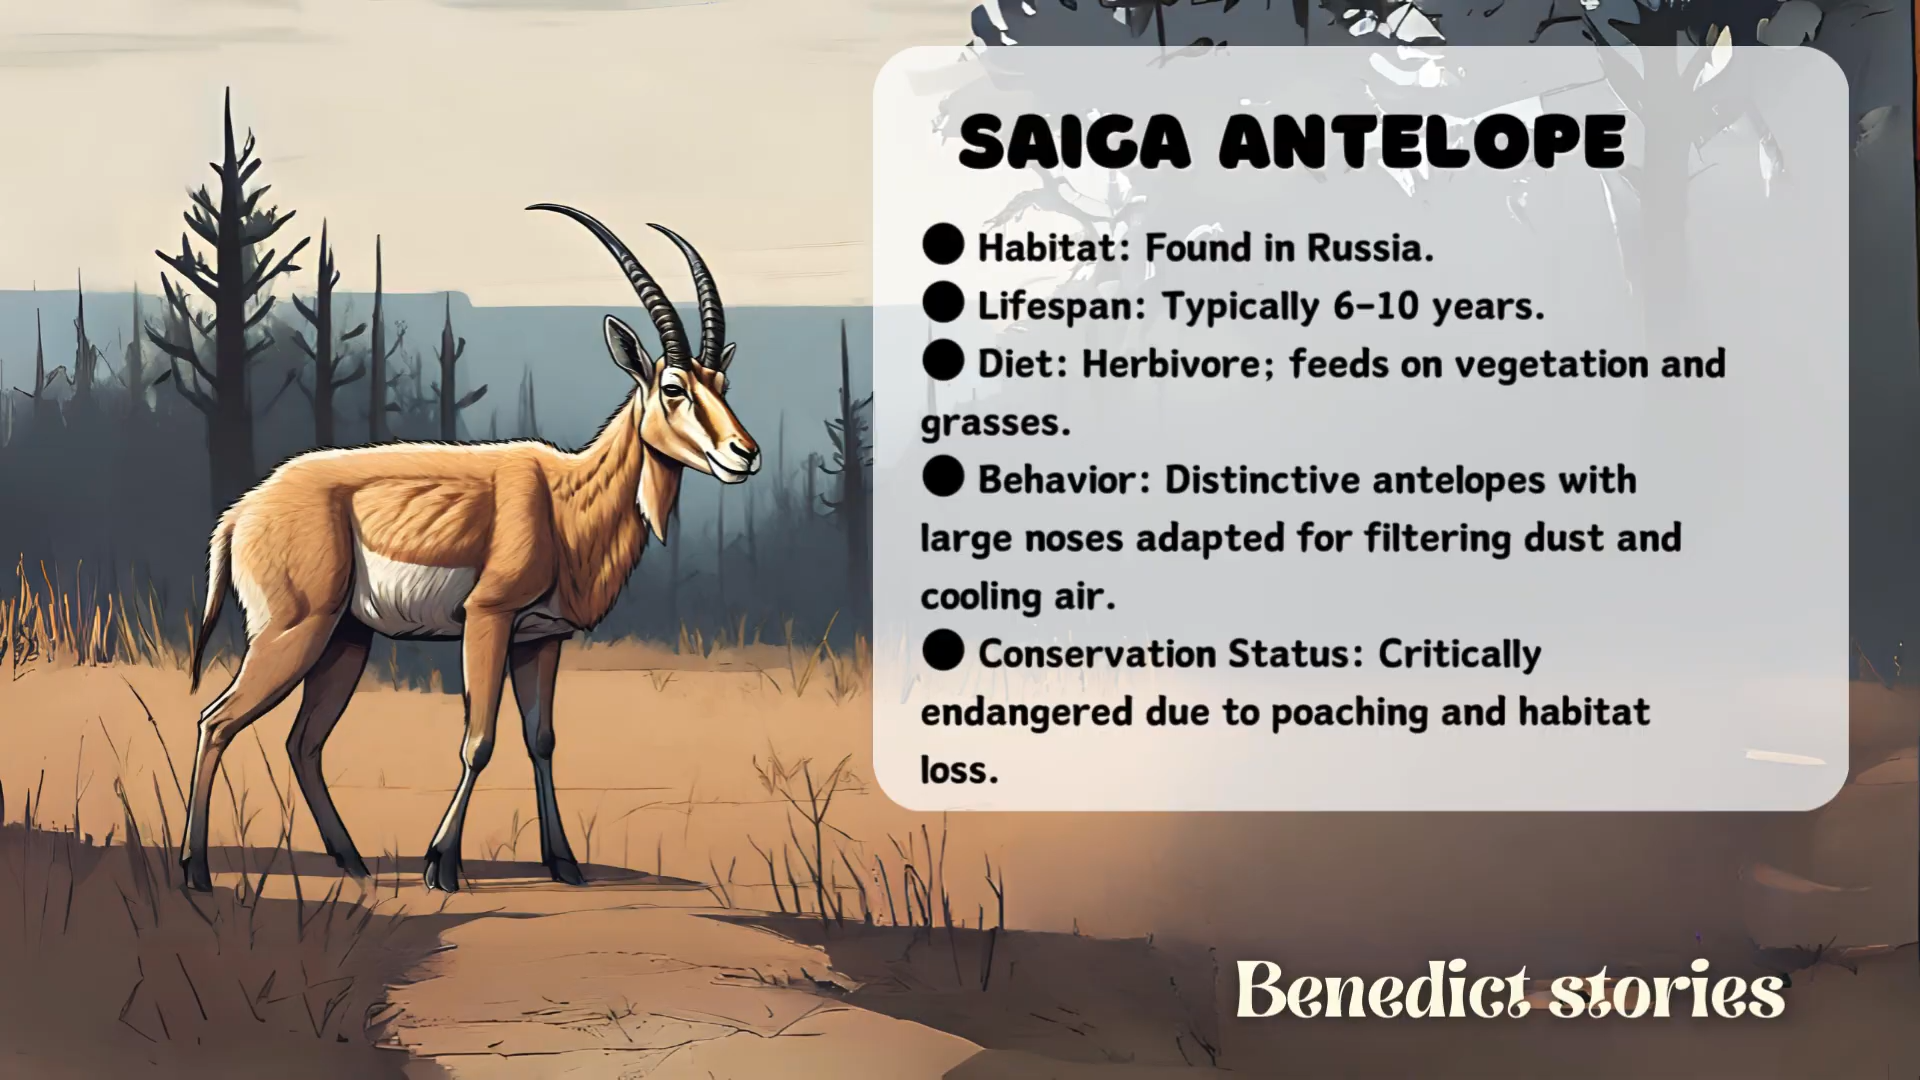 SAIGA ANTELOPE
● Habitat: Found in Russia.
● Lifespan: Typically 6-10 years.
● Diet: Herbivore; feeds on vegetation and
grasses.
● Behavior: Distinctive antelopes with
large noses adapted for filtering dust and
cooling air.
● Conservation Status: Critically
endangered due to poaching and habitat
loss.
Benedict stories